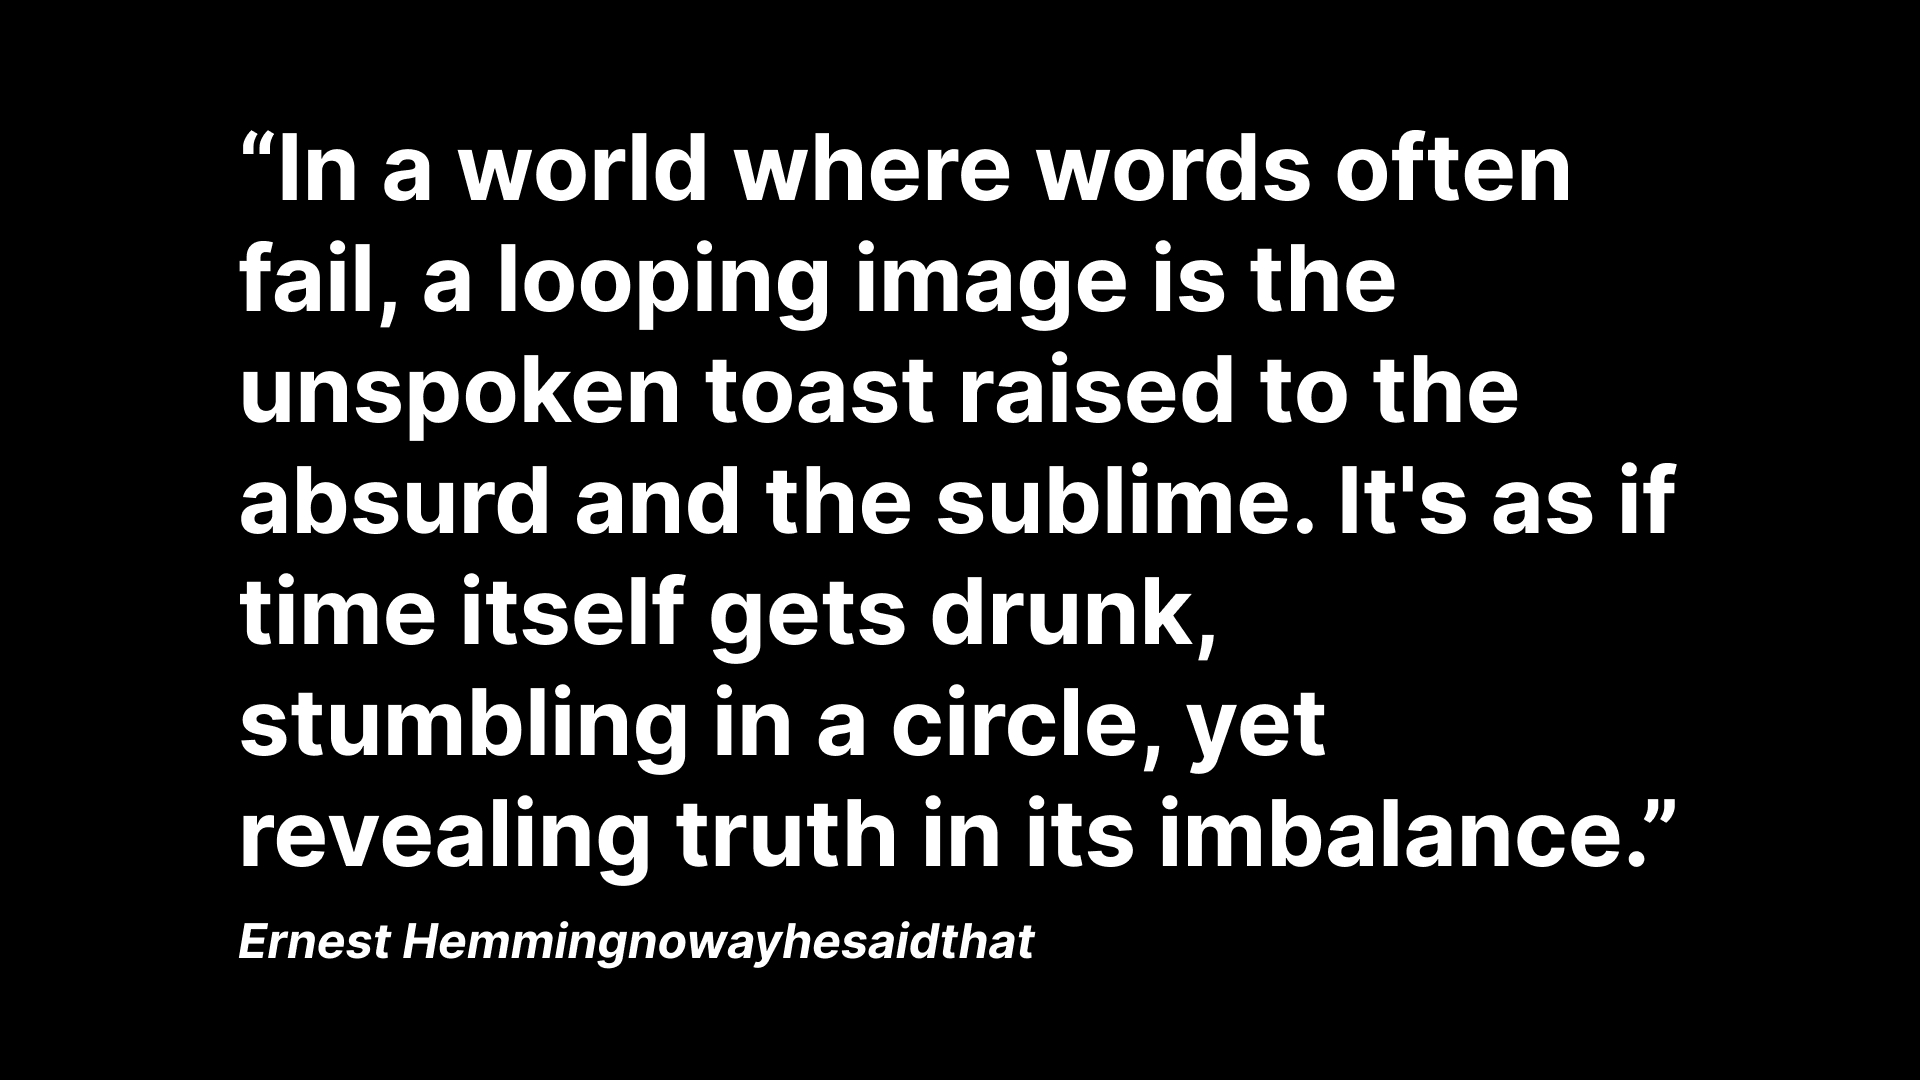 “In a world where words often
fail, a looping image is the
unspoken toast raised to the
absurd and the sublime. It's as if
time itself gets drunk,
stumbling in a circle, yet
revealing truth in its imbalance.”
Ernest Hemmingnowayhesaidthat